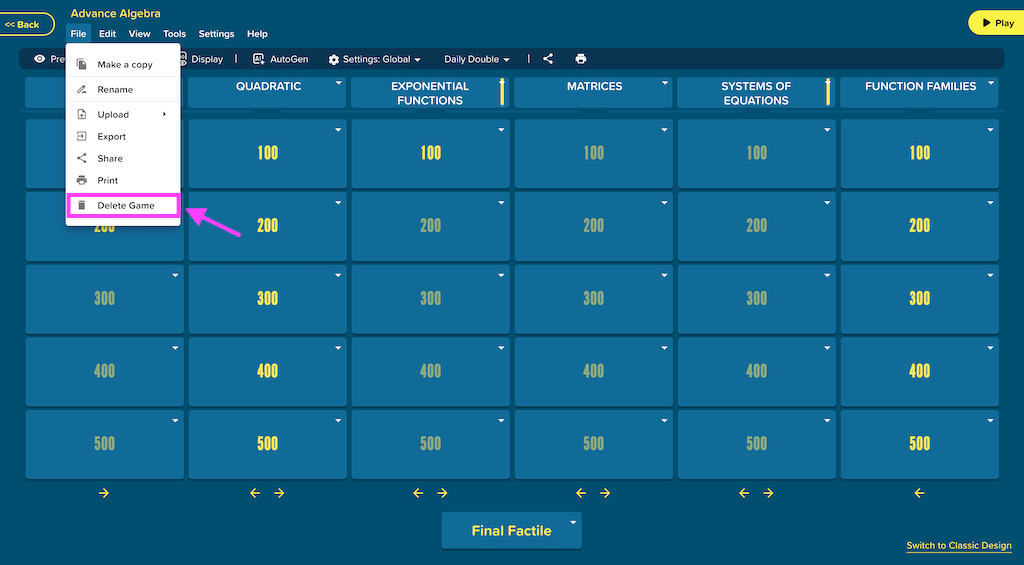 Advance Algebra
<< Back
Play
File Edit View Tools Settings Help
Display AutoGen Settings: Global Daily Double
Make a copy
Rename
Upload
Export
Share
Print
Delete Game
QUADRATIC
EXPONENTIAL
FUNCTIONS
MATRICES
SYSTEMS OF
EQUATIONS
FUNCTION FAMILIES
100 100 100 100 100
200 200 200 200 200 200
300 300 300 300 300 300
400 400 400 400 400 400
500 500 500 500 500 500
Final Factile
Switch to Classic Design